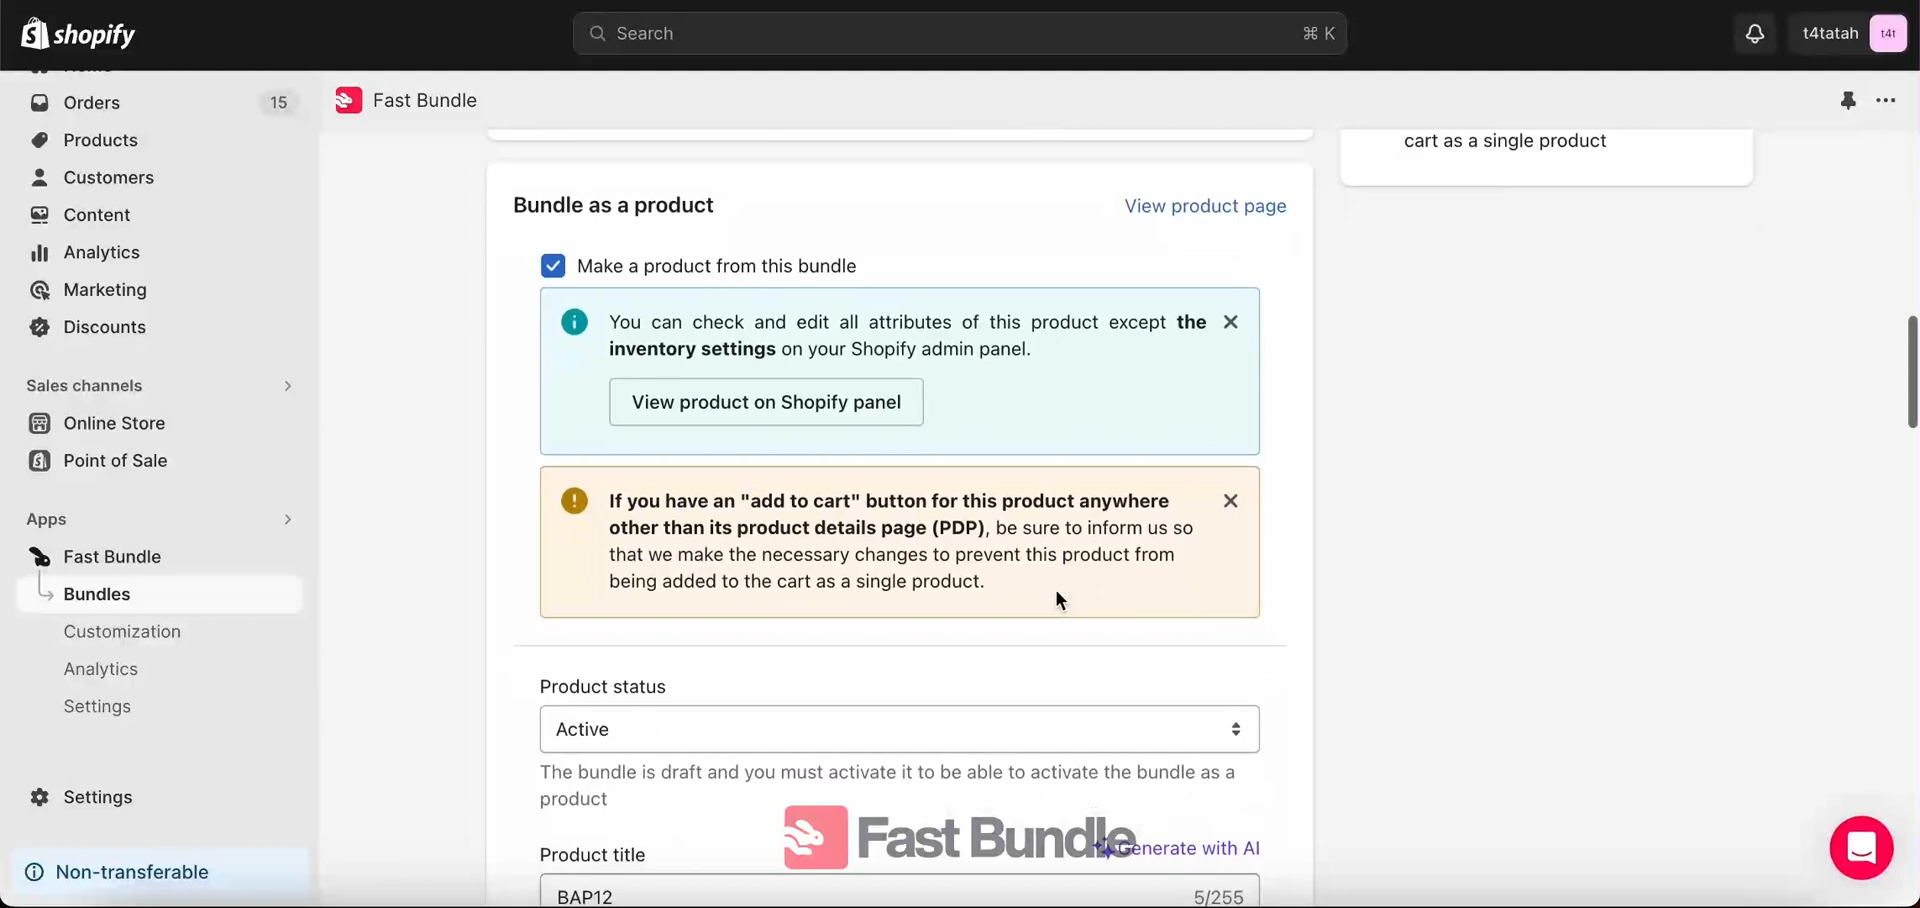 shopify
Search
⌘ K
t4tatah
t4t
Orders
15
Fast Bundle
Products
cart as a single product
Customers
Content
Bundle as a product
View product page
Analytics
Make a product from this bundle
Marketing
Discounts
You can check and edit all attributes of this product except the
inventory settings on your Shopify admin panel.
View product on Shopify panel
Sales channels
Online Store
Point of Sale
If you have an "add to cart" button for this product anywhere
other than its product details page (PDP), be sure to inform us so
that we make the necessary changes to prevent this product from
being added to the cart as a single product.
Apps
Fast Bundle
Bundles
Customization
Analytics
Settings
Product status
Active
The bundle is draft and you must activate it to be able to activate the bundle as a
product
Settings
Fast Bundle
Product title
Generate with AI
Non-transferable
BAP12
5/255